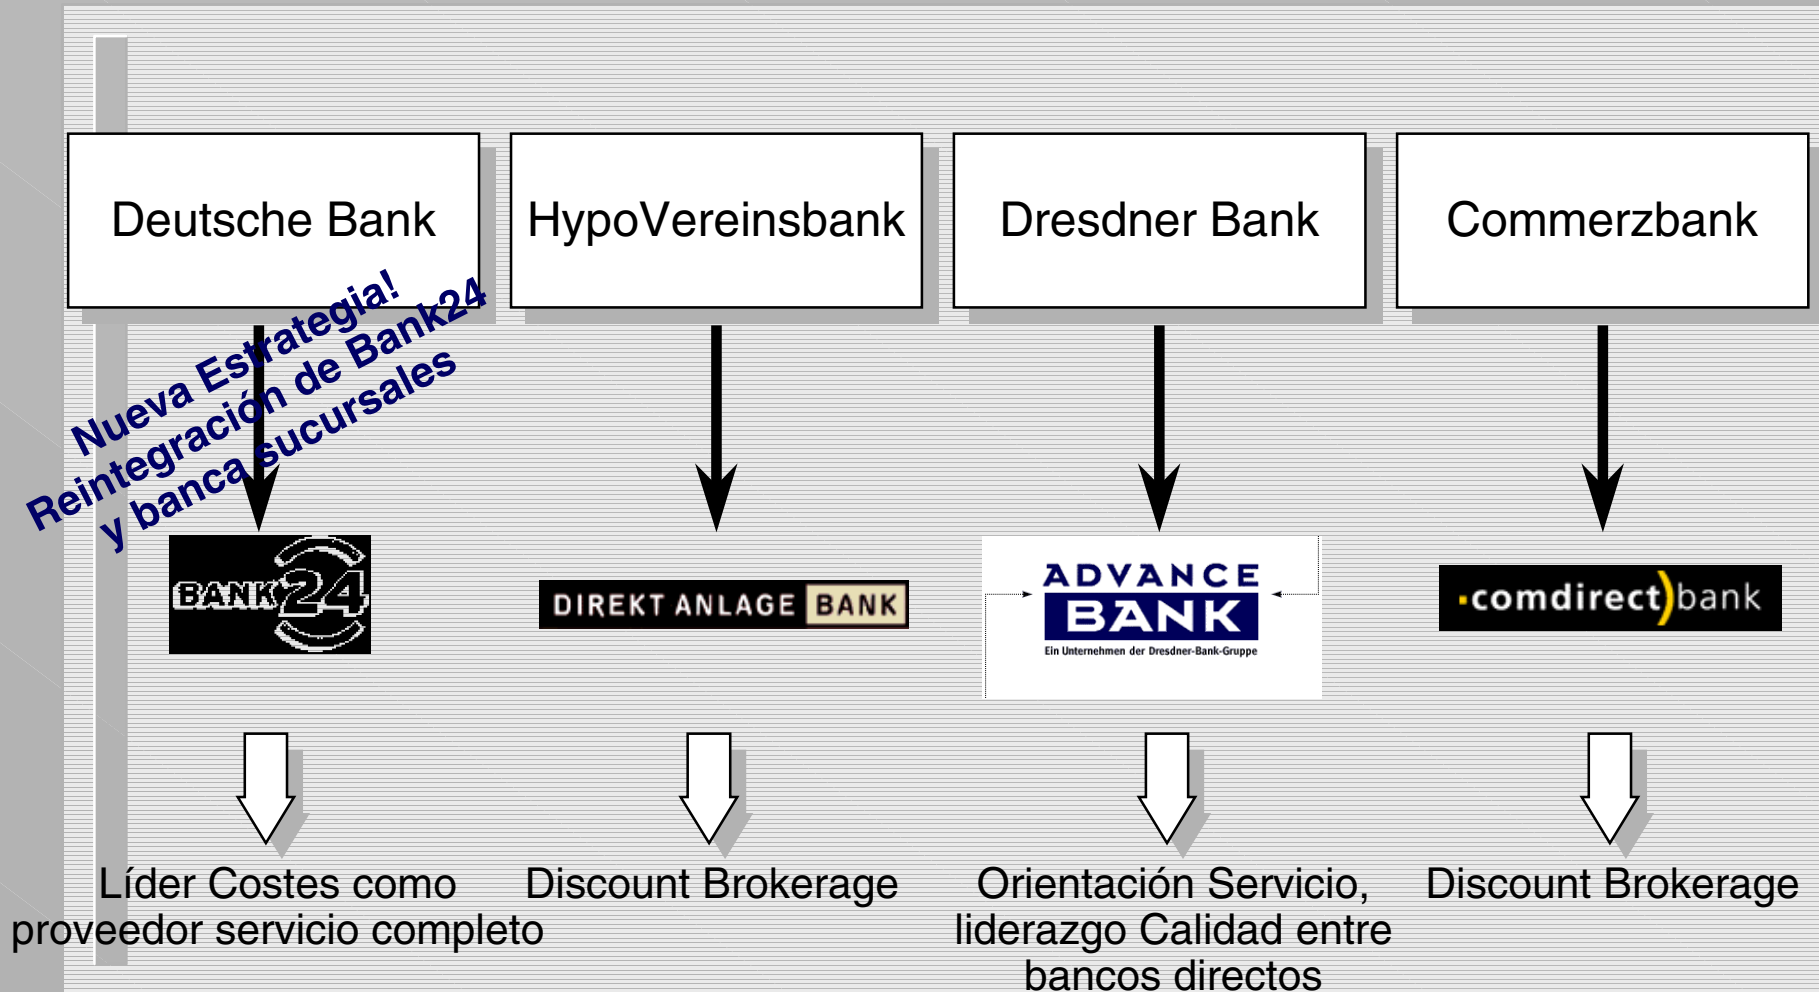 Deutsche Bank
HypoVereinsbank
Dresdner Bank
Commerzbank
Nueva Estrategia!
Reintegración de Bank24
y banca sucursales
BANK 24
DIREKT ANLAGE BANK
ADVANCE
BANK
Ein Unternehmen der Dresdner-Bank-Gruppe
comdirect)bank
Líder Costes como
proveedor servicio completo
Discount Brokerage
Orientación Servicio,
liderazgo Calidad entre
bancos directos
Discount Brokerage